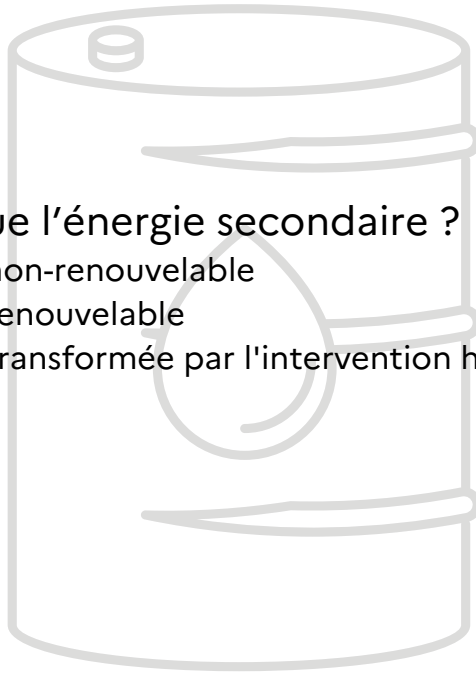 ue l’énergie secondaire ?
non-renouvelable
enouvelable
ransformée par l'intervention h